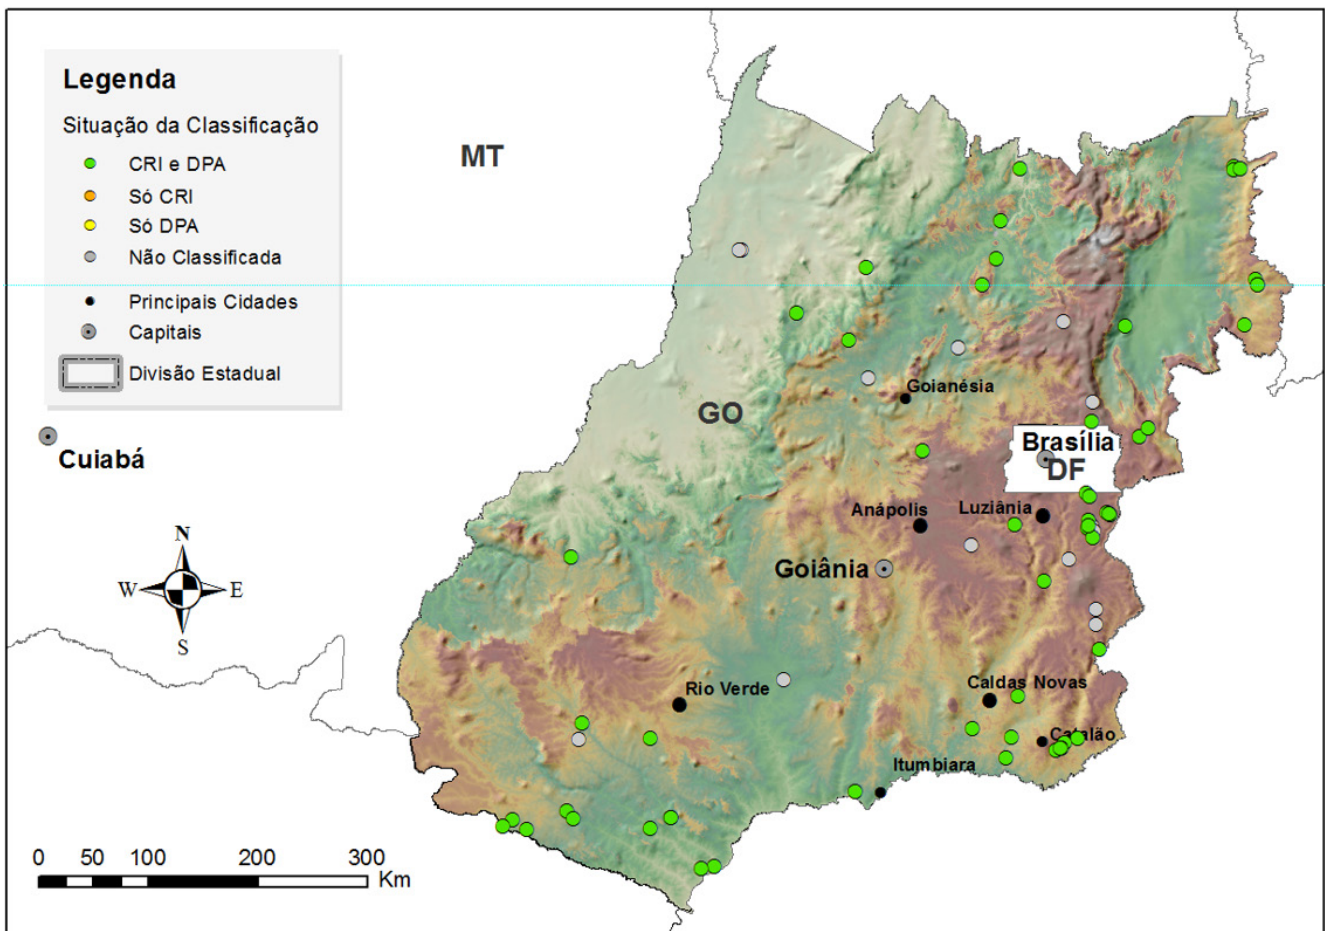 Legenda
Situação da Classificação
CRI e DPA
Só CRI
Só DPA
Não Classificada
Principais Cidades
Capitais
Divisão Estadual
MT
GO
Cuiabá
Goianésia
Brasília
DF
Anápolis
Luziânia
Goiânia
N
W
E
S
Rio Verde
Caldas Novas
Catalão
Itumbiara
0 50 100 200 300
Km